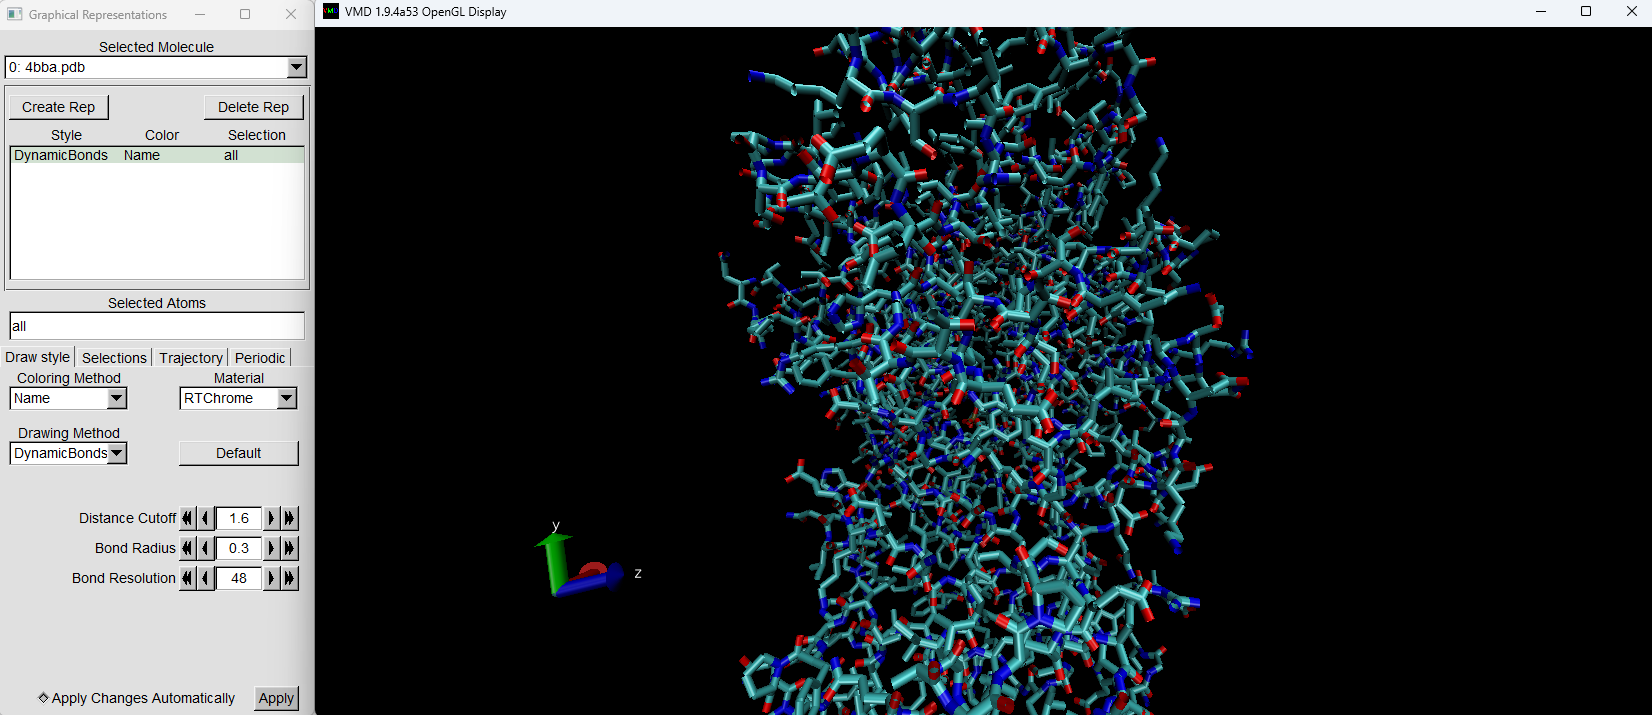 Graphical Representations
VMD 1.9.4a53 OpenGL Display
Selected Molecule
0: 4bba.pdb
Create Rep
Delete Rep
Style Color Selection
DynamicBonds Name all
Selected Atoms
all
Draw style Selections Trajectory Periodic
Coloring Method Material
Name RTChrome
Drawing Method
DynamicBonds Default
Distance Cutoff 1.6
Bond Radius 0.3
Bond Resolution 48
Apply Changes Automatically Apply
y
z